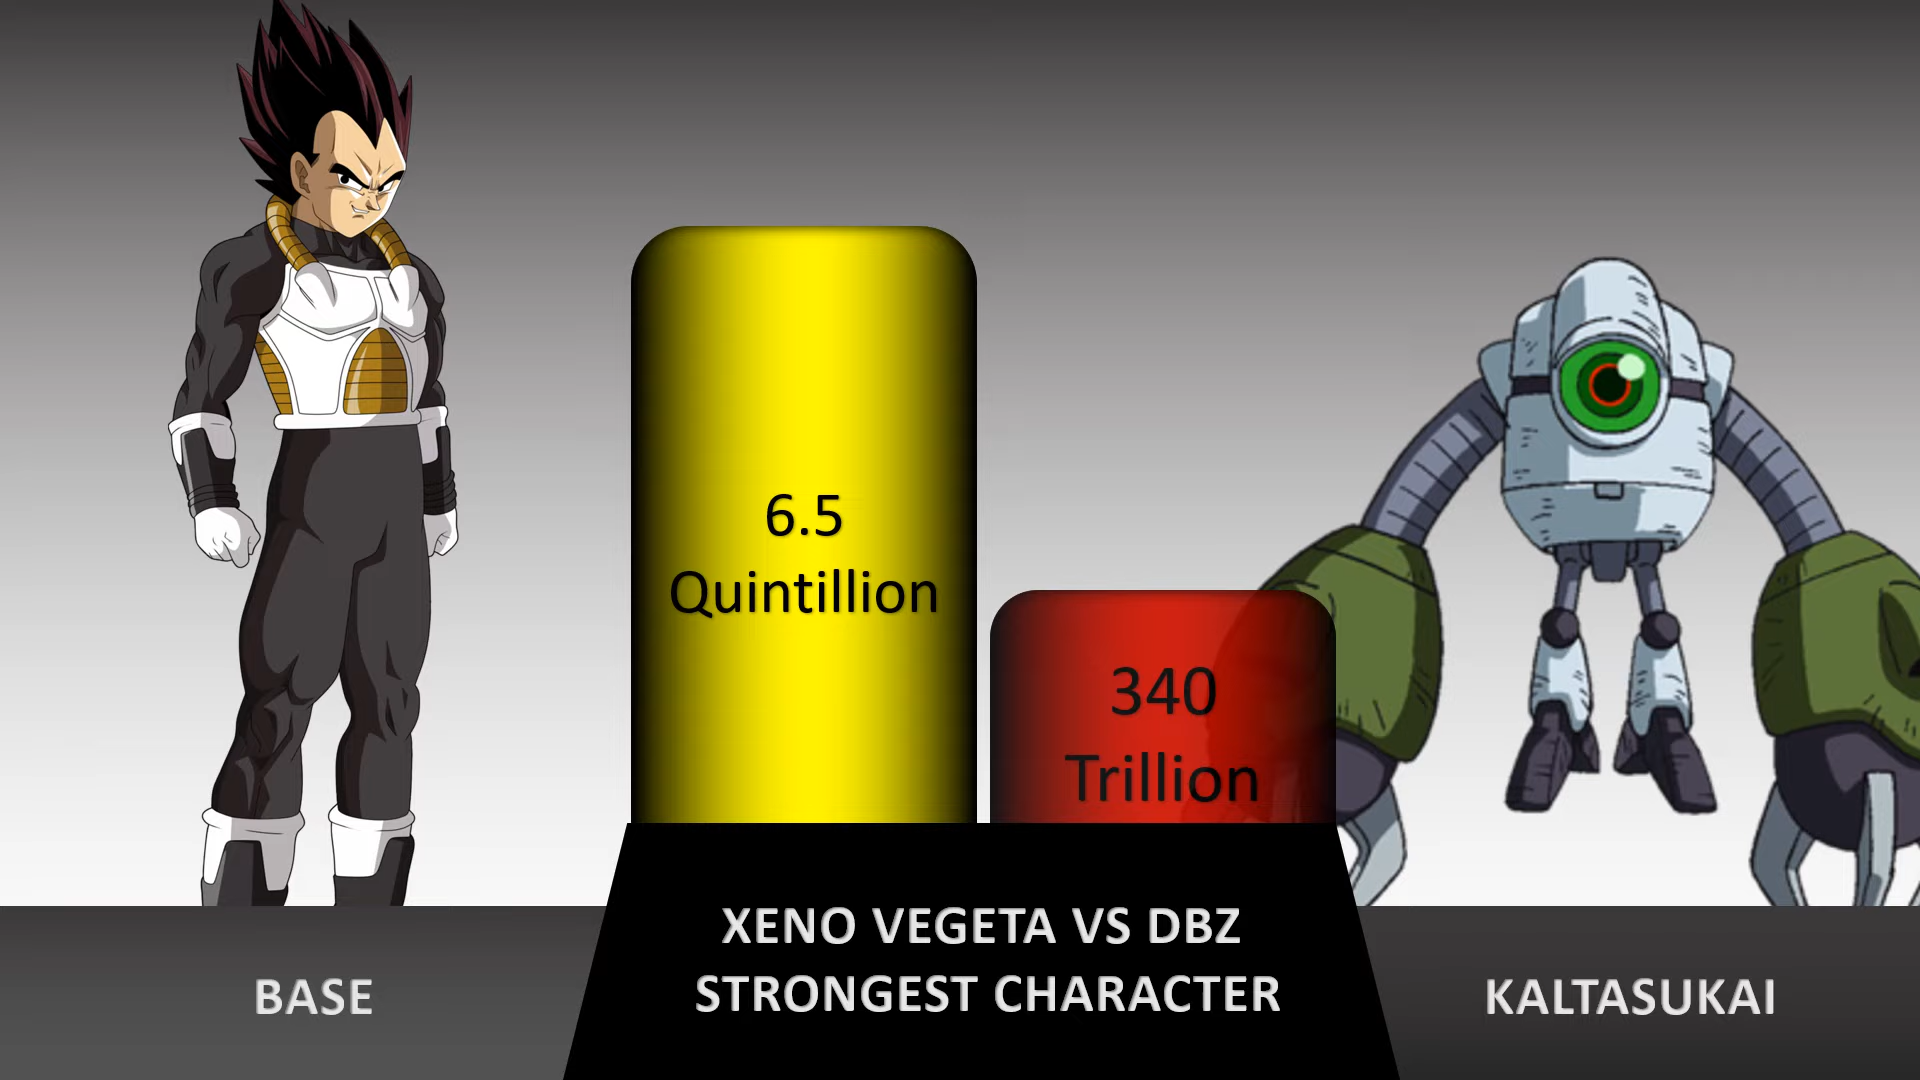 6.5
Quintillion
340
Trillion
XENO VEGETA VS DBZ
STRONGEST CHARACTER
BASE
KALTASUKAI